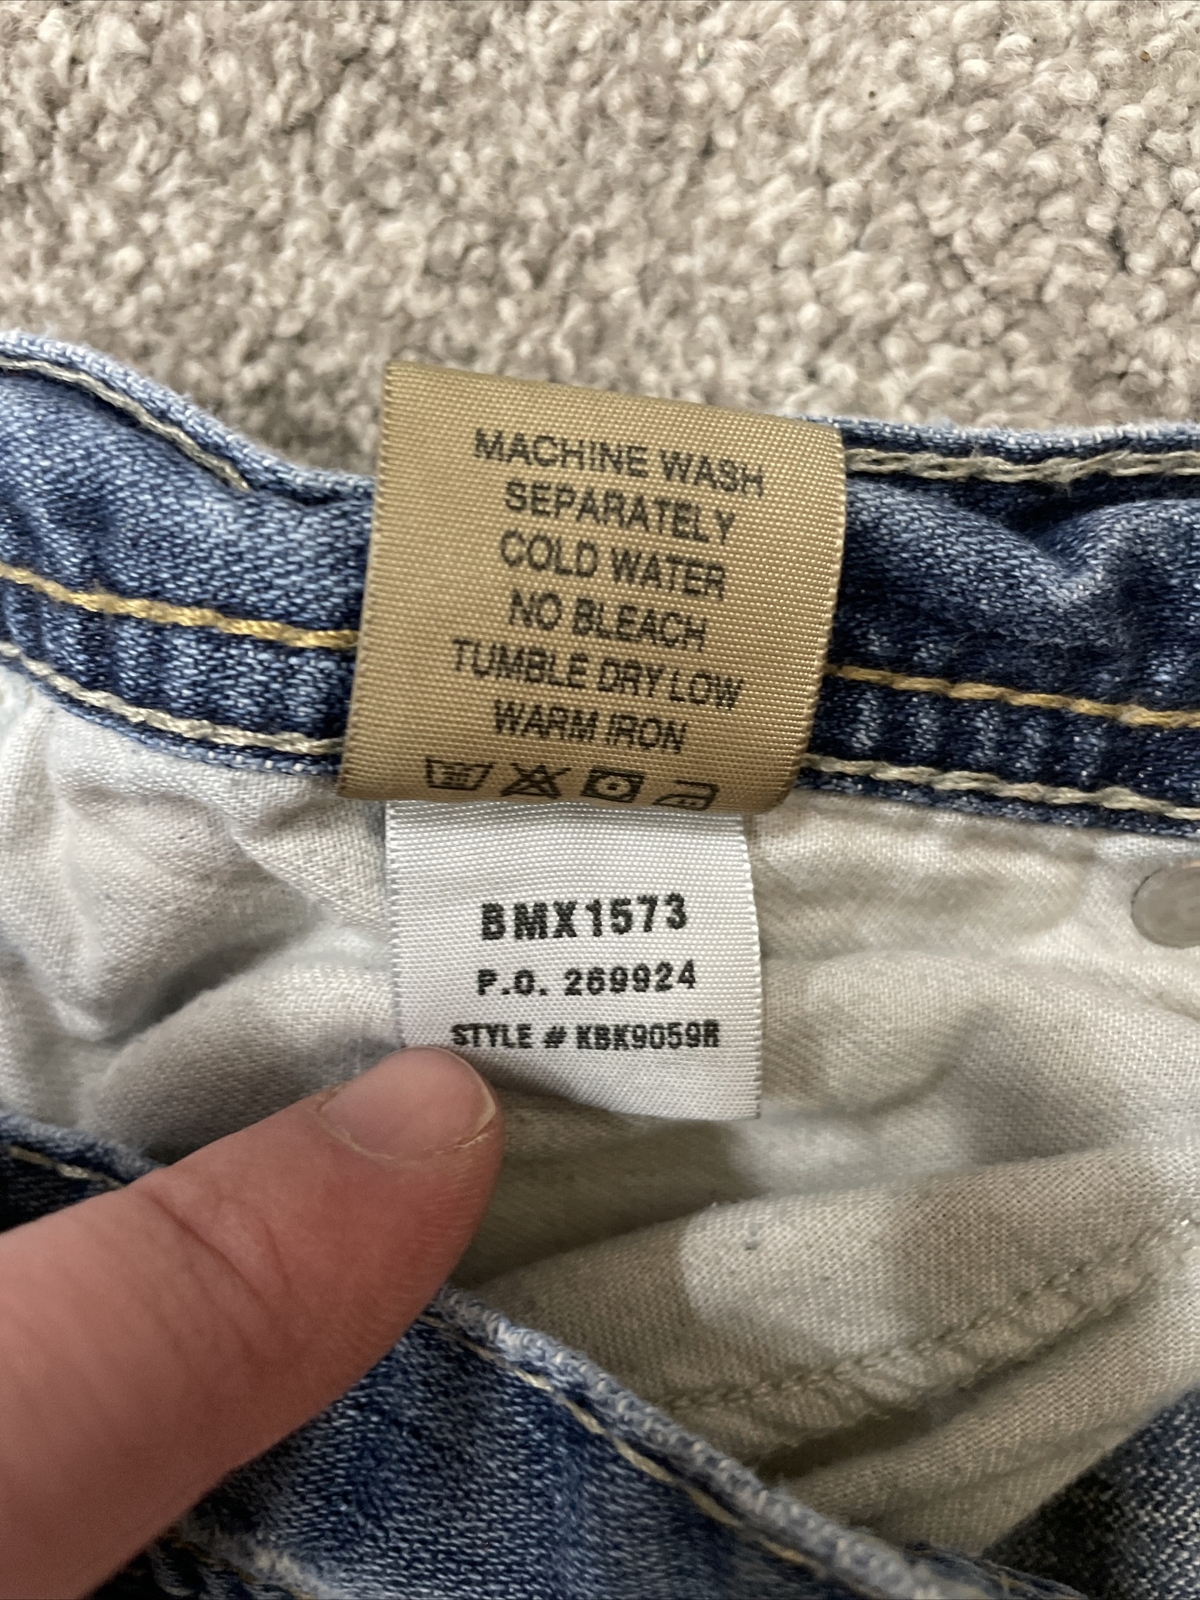 MACHINE WASH
SEPARATELY
COLD WATER
NO BLEACH
TUMBLE DRY LOW
WARM IRON
BMX1573
P.O. 269924
STYLE # KBK9059R